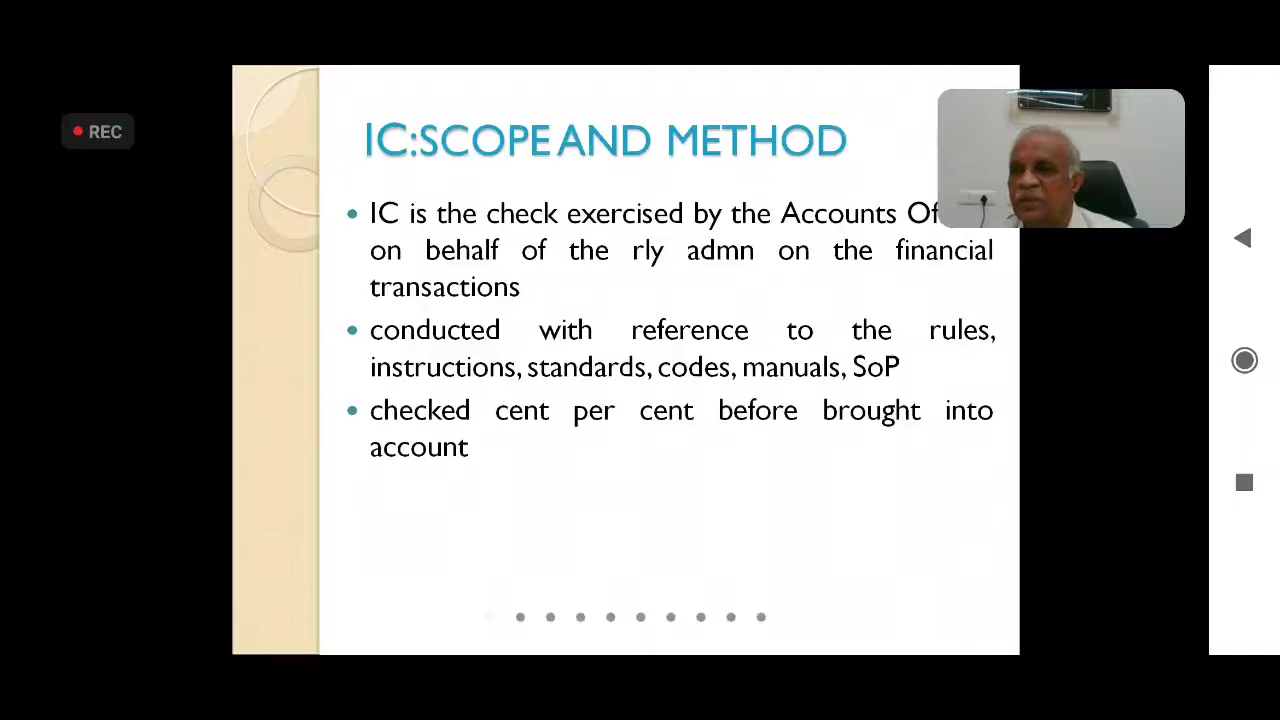 REC
IC:SCOPE AND METHOD
IC is the check exercised by the Accounts
on behalf of the rly admn on the financial
transactions
conducted with reference to the rules,
instructions, standards, codes, manuals, SoP
checked cent per cent before brought into
account